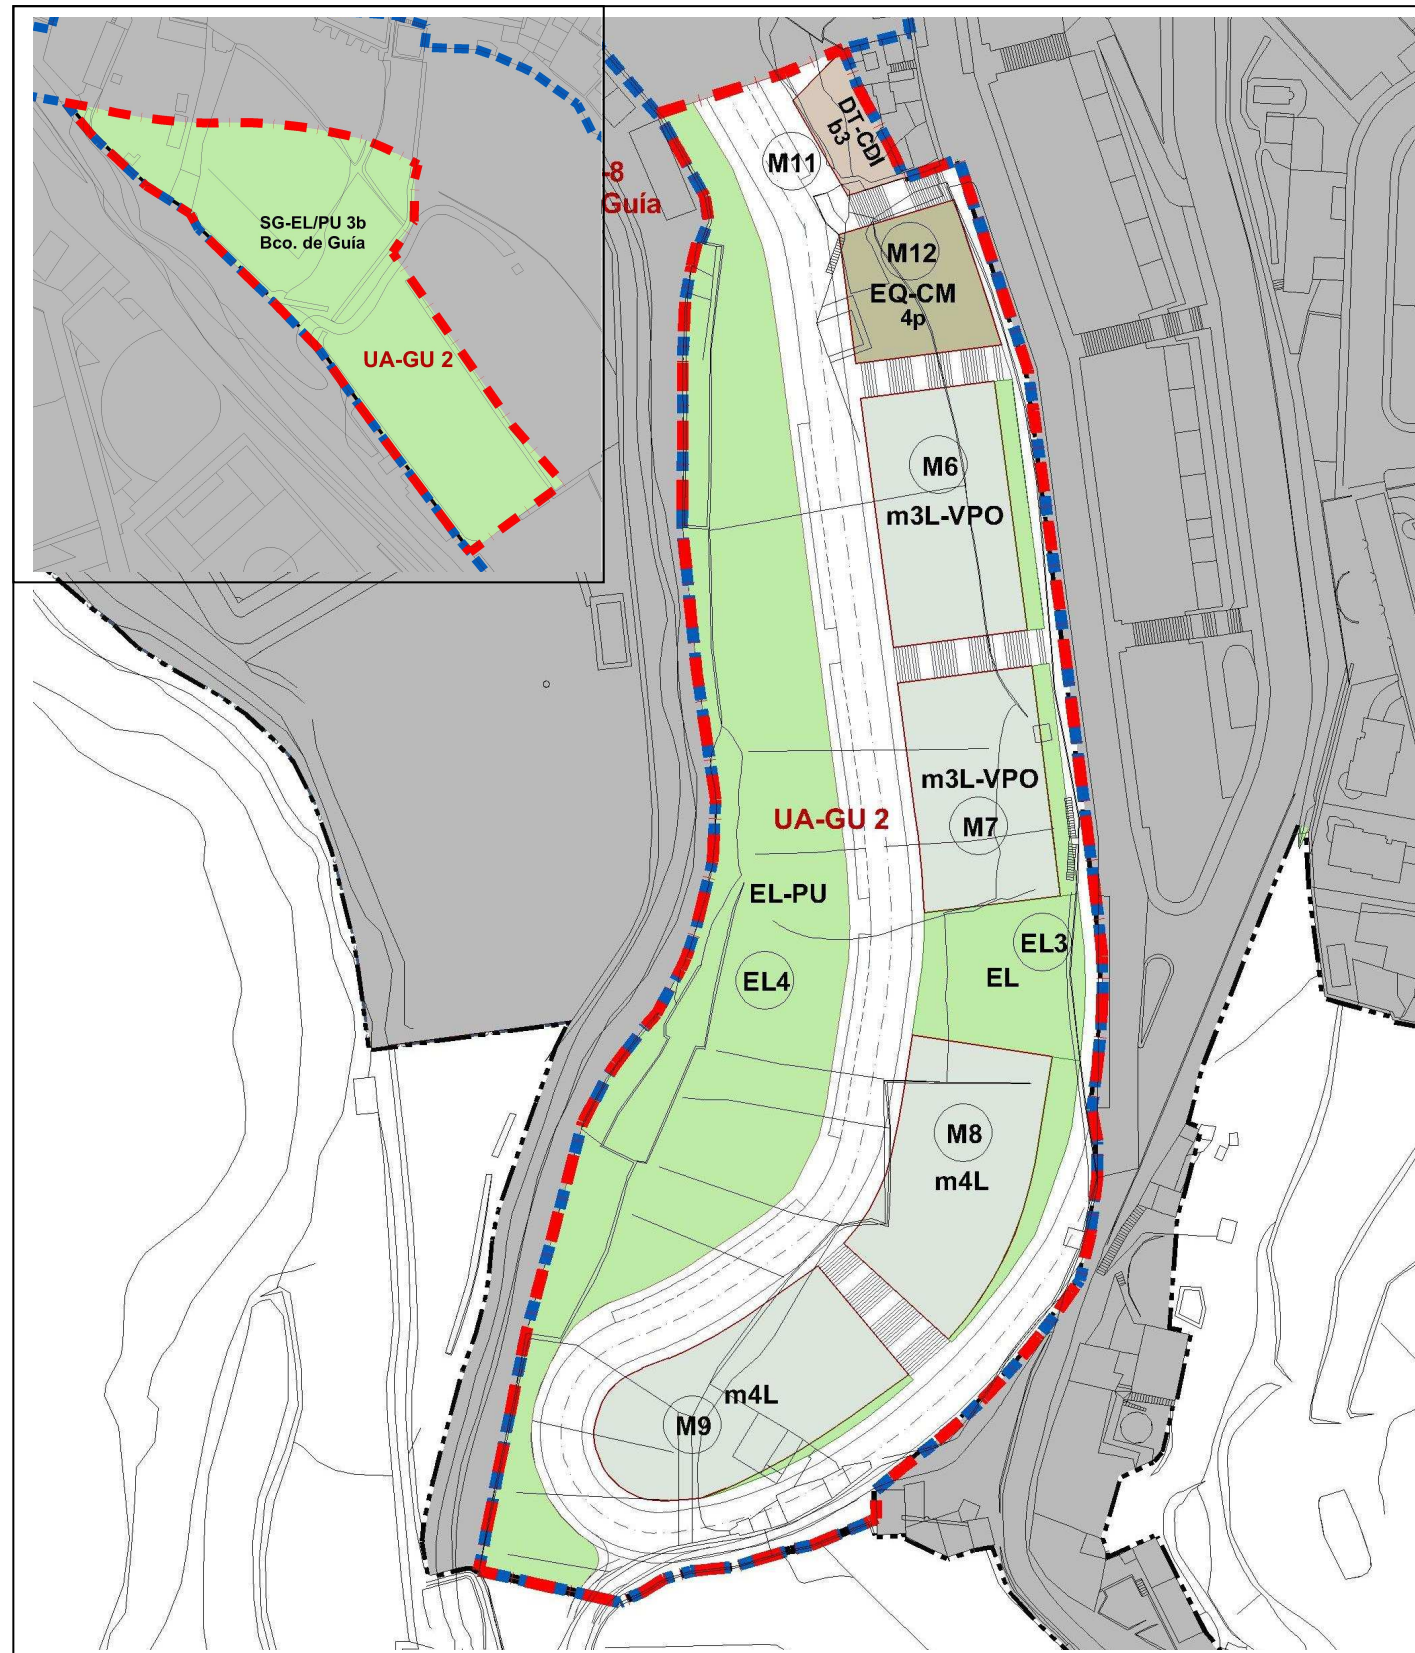 SG-EL/PU 3b
Bco. de Guía
UA-GU 2
-8
Guía
M11
DT-CDI
b3
M12
EQ-CM
4p
M6
m3L-VPO
m3L-VPO
M7
UA-GU 2
EL-PU
EL4
EL3
EL
M8
m4L
m4L
M9